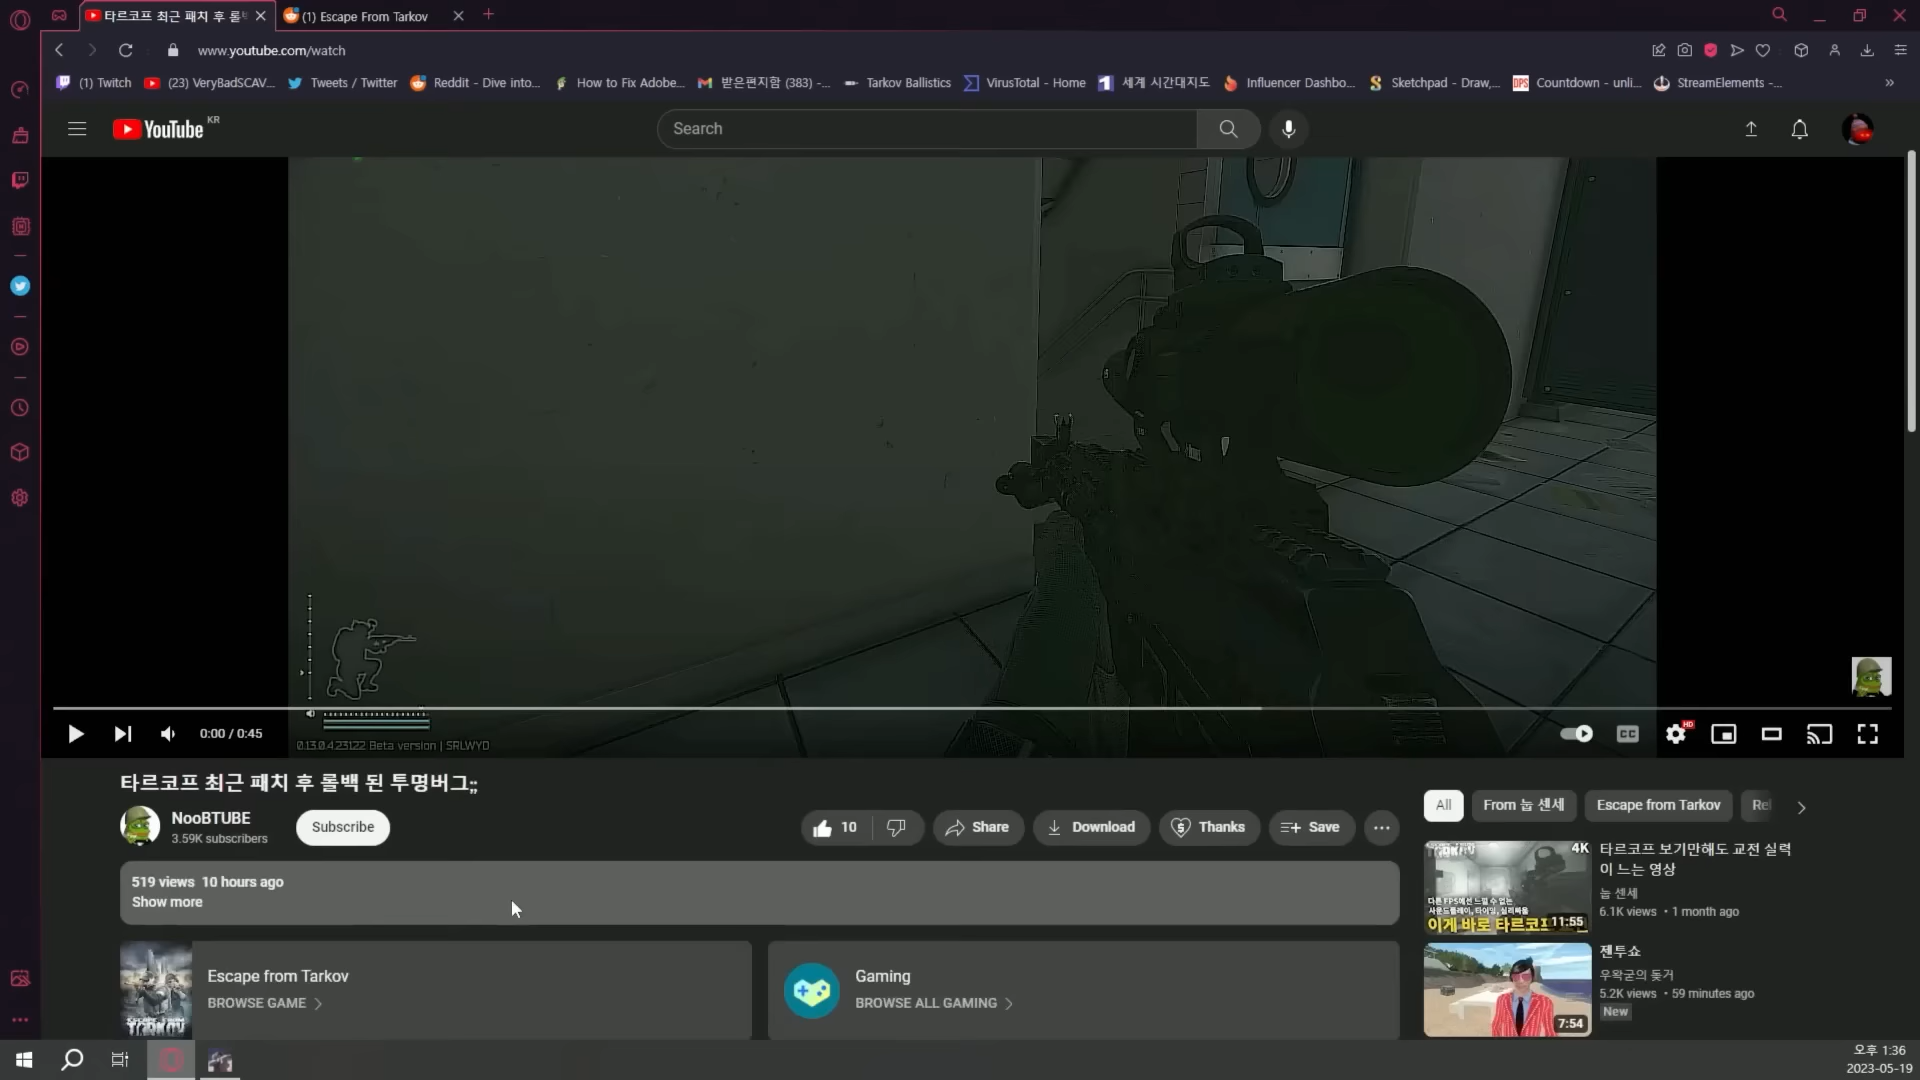 타르코프 최근 패치 후 롤백
(1) Escape From Tarkov
www.youtube.com/watch
(1) Twitch
(23) VeryBadSCAV...
Tweets / Twitter
Reddit - Dive into...
How to Fix Adobe...
받은편지함 (383) -...
Tarkov Ballistics
VirusTotal - Home
세계 시간대지도
Influencer Dashbo...
Sketchpad - Draw,...
DPS
Countdown - unli...
StreamElements -...
YouTube KR
Search
0:00 / 0:45
CC
HD
0.13.0.4.23122 Beta version | SRLWYD
타르코프 최근 패치 후 롤백 된 투명버그;;
NooBTUBE
3.59K subscribers
Subscribe
10
Share
Download
Thanks
Save
519 views 10 hours ago
Show more
Escape from Tarkov
BROWSE GAME
TARKOV
Gaming
BROWSE ALL GAMING
All
From 눕 센세
Escape from Tarkov
Rel
4K
이게 바로 타르코프
11:55
타르코프 보기만해도 교전 실력
이 느는 영상
눕 센세
6.1K views • 1 month ago
7:54
젠투쇼
우왁굳의 돚거
5.2K views • 59 minutes ago
New
오후 1:36
2023-05-19